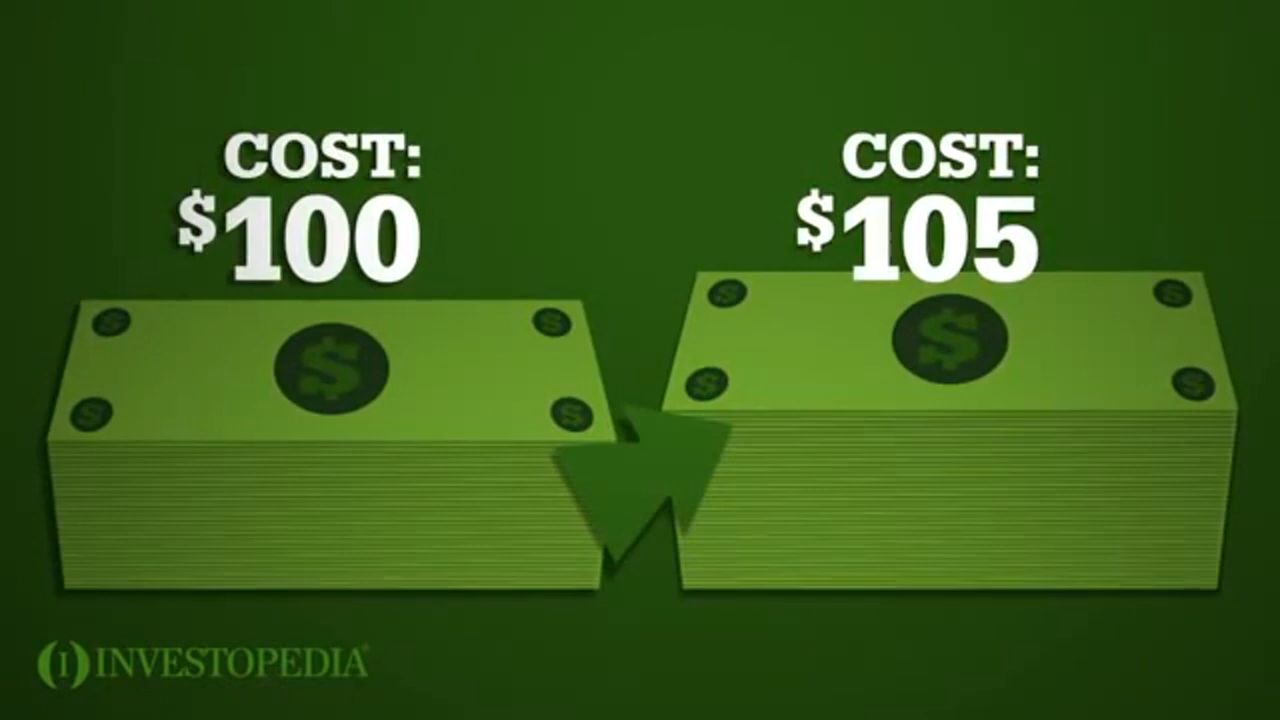 COST:
$100
COST:
$105
$ $
$
$ $
$ $
$
$ $
(I) INVESTOPEDIA